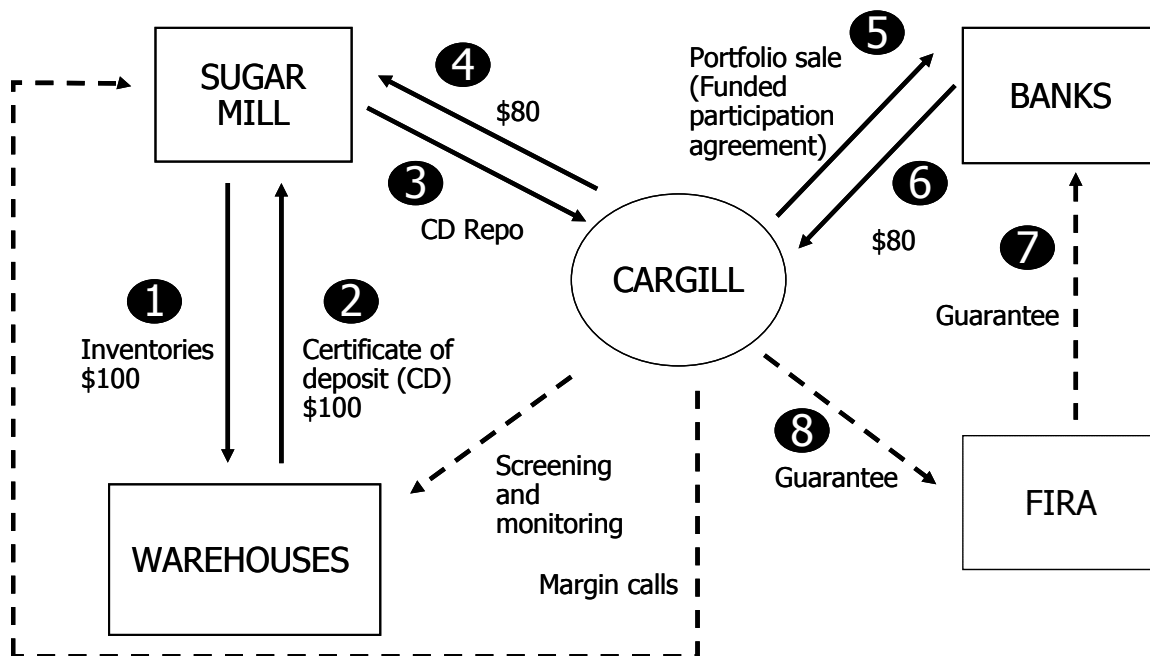 SUGAR
MILL
4
$80
3
CD Repo
5
Portfolio sale
(Funded
participation
agreement)
BANKS
6
$80
7
Guarantee
CARGILL
1
Inventories
$100
2
Certificate of
deposit (CD)
$100
8
Guarantee
Screening
and
monitoring
FIRA
WAREHOUSES
Margin calls